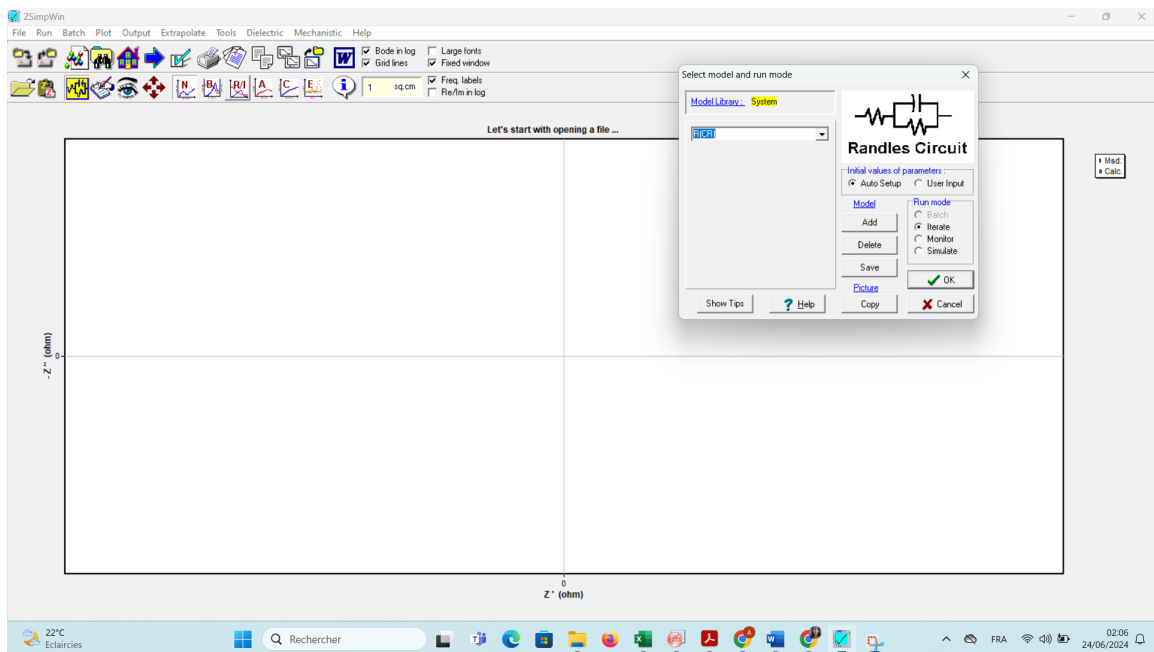 ZSimpWin
File Run Batch Plot Output Extrapolate Tools Dielectric Mechanistic Help
Bode in log
Large fonts
Grid lines
Fixed window
W
N
B
R/I
A
C
E
1 sq.cm
Freq. labels
Re/Im in log
Select model and run mode
Model Library : System
R(CR)
Randles Circuit
Initial values of parameters :
Auto Setup
User Input
Model
Add
Delete
Save
Run mode
Batch
Iterate
Monitor
Simulate
OK
Picture
Show Tips
? Help
Copy
Cancel
Let's start with opening a file ...
Msd.
Calc.
- Z'' (ohm)
0
0
Z ' (ohm)
22°C
Eclaircies
Rechercher
FRA
02:06
24/06/2024